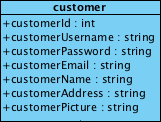 customer
+customerId : int
+customerUsername : string
+customerPassword : string
+customerEmail : string
+customerName : string
+customerAddress : string
+customerPicture : string